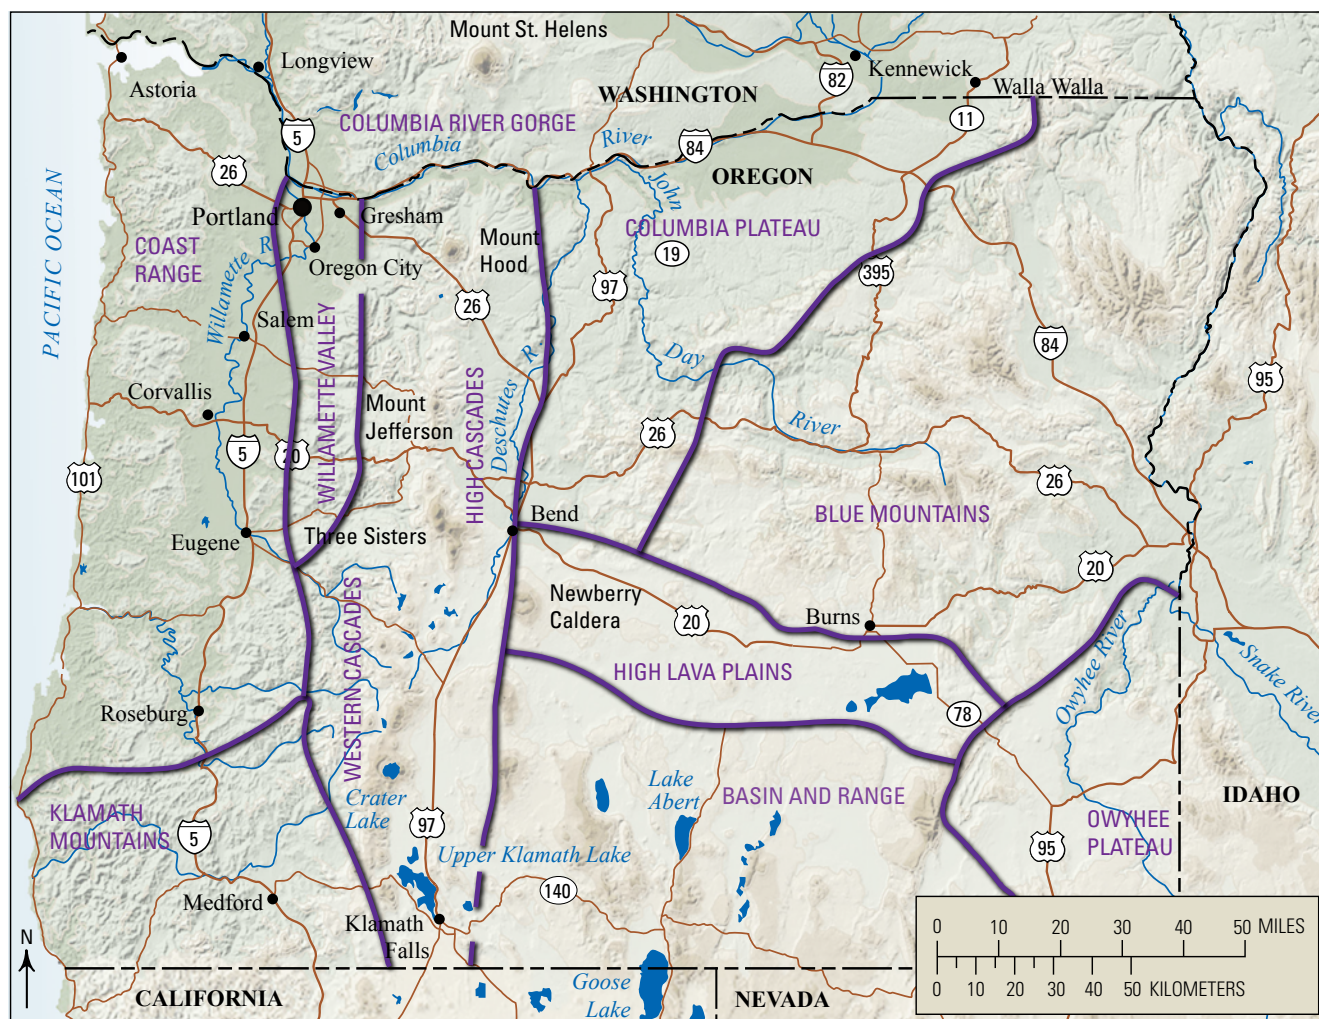 Mount St. Helens
Longview
Kennewick
82
Astoria
WASHINGTON
Walla Walla
11
COLUMBIA RIVER GORGE
5
Columbia
River
84
26
OREGON
John
PACIFIC OCEAN
Portland
Gresham
COLUMBIA PLATEAU
COAST
RANGE
Willamette R.
Oregon City
Mount
Hood
19
395
97
26
Salem
WILLAMETTE VALLEY
Deschutes R.
Day
84
95
Corvallis
HIGH CASCADES
Mount
Jefferson
River
26
5
20
101
26
BLUE MOUNTAINS
Bend
Eugene
Three Sisters
20
WESTERN CASCADES
Newberry
Caldera
20
Burns
Owyhee River
Snake River
HIGH LAVA PLAINS
Roseburg
78
Crater
Lake
Lake
Abert
BASIN AND RANGE
IDAHO
KLAMATH
MOUNTAINS
5
97
OWYHEE
PLATEAU
95
Upper Klamath Lake
140
Medford
Klamath
Falls
N
0 10 20 30 40 50 MILES
0 10 20 30 40 50 KILOMETERS
CALIFORNIA
Goose
Lake
NEVADA